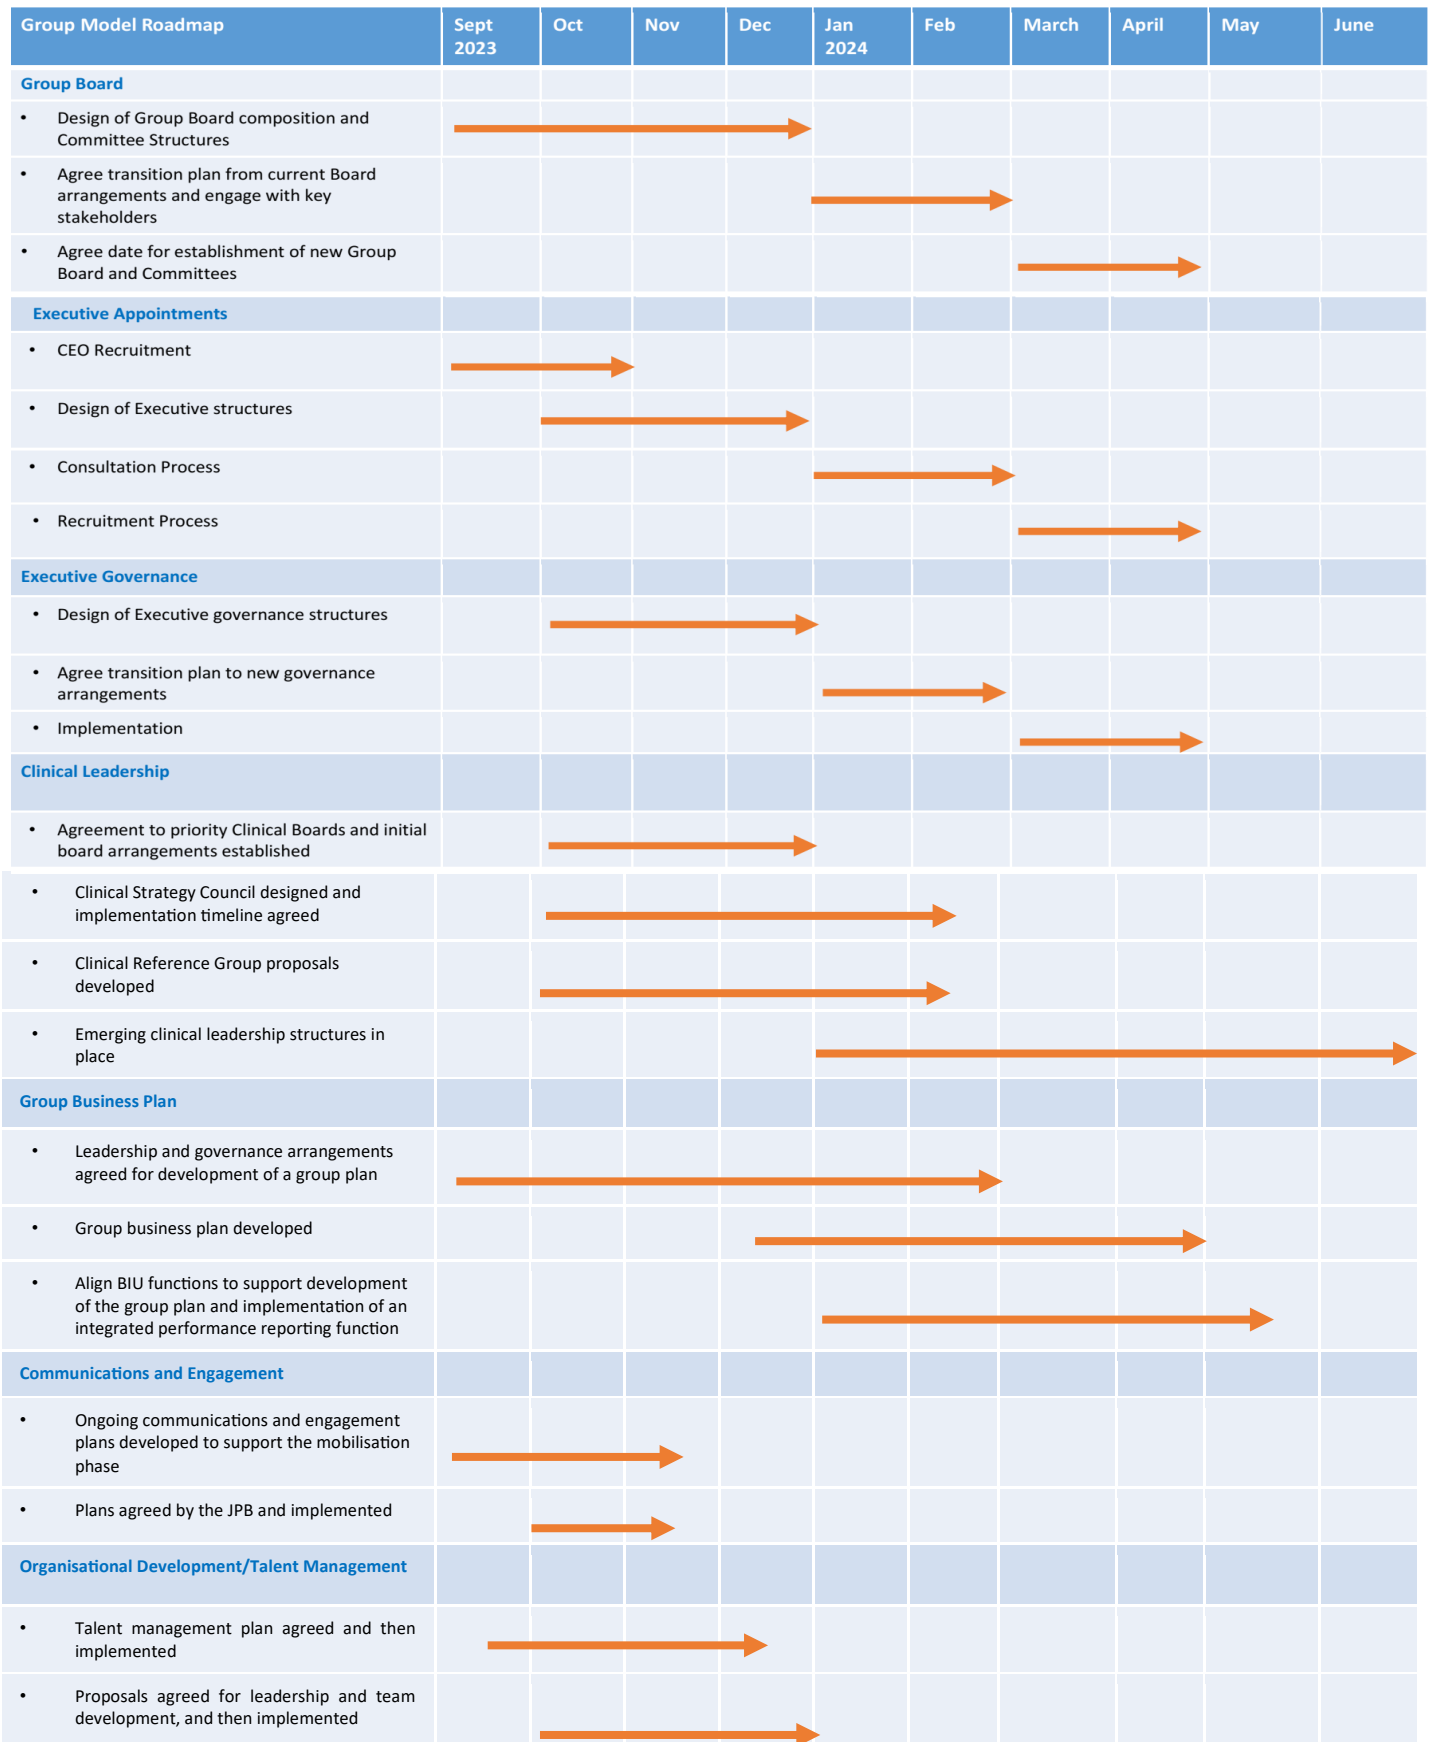 Group Model Roadmap Sept 2023 Oct Nov Dec Jan 2024 Feb March April May June
Group Board
• Design of Group Board composition and
Committee Structures
• Agree transition plan from current Board
arrangements and engage with key
stakeholders
• Agree date for establishment of new Group
Board and Committees
Executive Appointments
• CEO Recruitment
• Design of Executive structures
• Consultation Process
• Recruitment Process
Executive Governance
• Design of Executive governance structures
• Agree transition plan to new governance
arrangements
• Implementation
Clinical Leadership
• Agreement to priority Clinical Boards and initial
board arrangements established
• Clinical Strategy Council designed and
implementation timeline agreed
• Clinical Reference Group proposals
developed
• Emerging clinical leadership structures in
place
Group Business Plan
• Leadership and governance arrangements
agreed for development of a group plan
• Group business plan developed
• Align BIU functions to support development
of the group plan and implementation of an
integrated performance reporting function
Communications and Engagement
• Ongoing communications and engagement
plans developed to support the mobilisation
phase
• Plans agreed by the JPB and implemented
Organisational Development/Talent Management
• Talent management plan agreed and then
implemented
• Proposals agreed for leadership and team
development, and then implemented